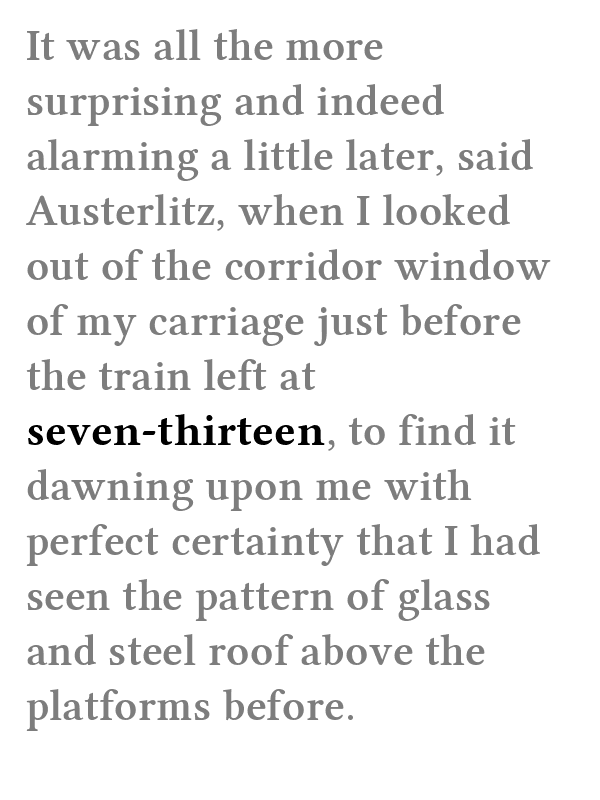 It was all the more
surprising and indeed
alarming a little later, said
Austerlitz, when I looked
out of the corridor window
of my carriage just before
the train left at
seven-thirteen, to find it
dawning upon me with
perfect certainty that I had
seen the pattern of glass
and steel roof above the
platforms before.